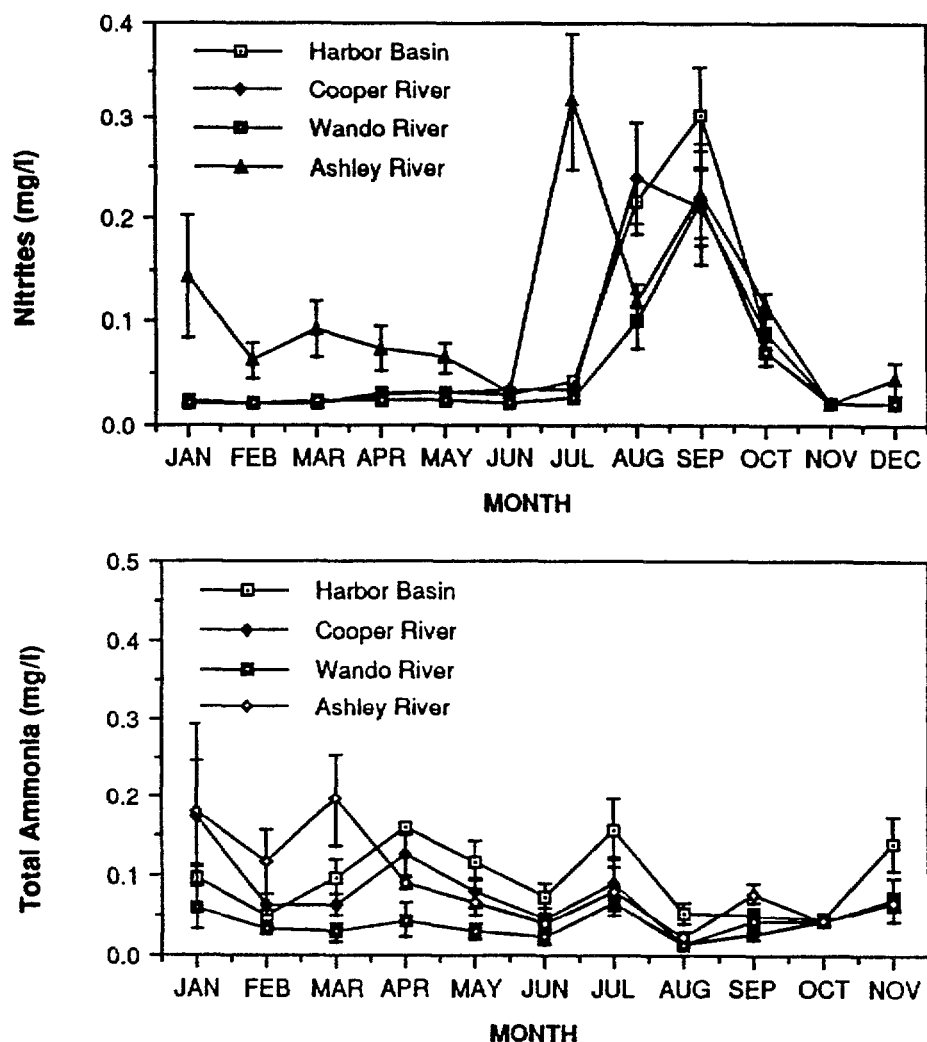 0.4
0.3
0.2
0.1
0.0
Nitrites (mg/l)
Harbor Basin
Cooper River
Wando River
Ashley River
JAN FEB MAR APR MAY JUN JUL AUG SEP OCT NOV DEC
MONTH
0.5
0.4
0.3
0.2
0.1
0.0
Total Ammonia (mg/l)
Harbor Basin
Cooper River
Wando River
Ashley River
JAN FEB MAR APR MAY JUN JUL AUG SEP OCT NOV
MONTH